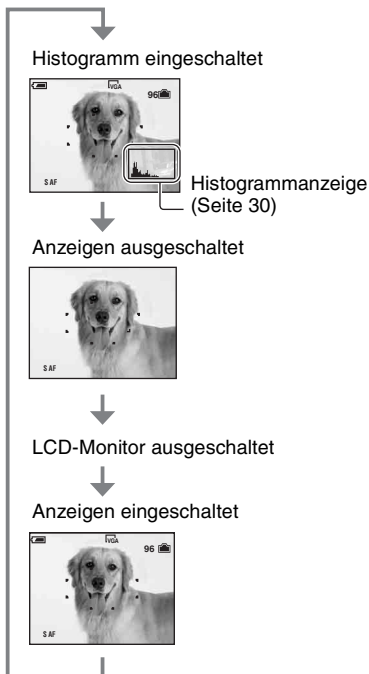 Histogramm eingeschaltet
VGA
96
S AF
Histogrammanzeige
(Seite 30)
Anzeigen ausgeschaltet
S AF
LCD-Monitor ausgeschaltet
Anzeigen eingeschaltet
VGA
96
S AF